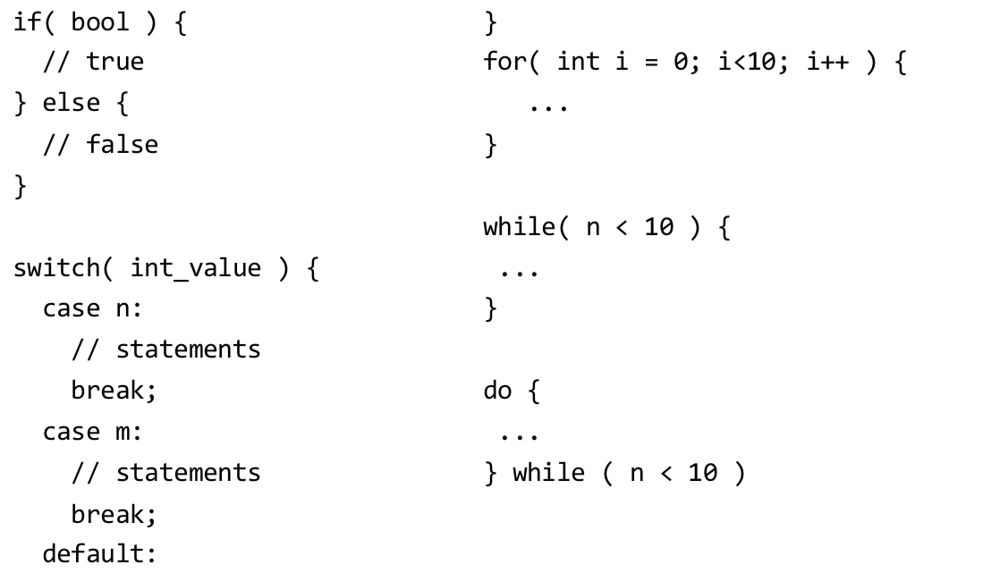 if( bool ) {
  // true
} else {
  // false
}
switch( int_value ) {
  case n:
    // statements
    break;
  case m:
    // statements
    break;
  default:
}
for( int i = 0; i<10; i++ ) {
   ...
}
while( n < 10 ) {
 ...
}
do {
 ...
} while ( n < 10 )